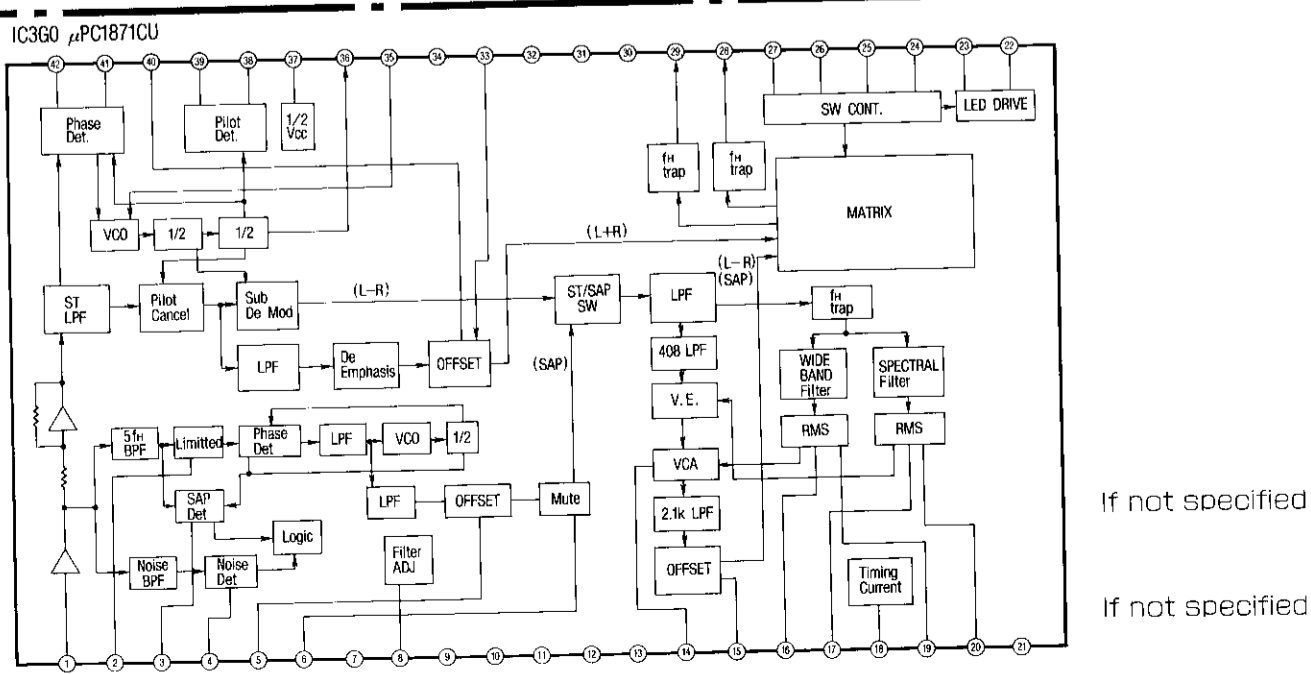 IC3G0 μPC1871CU
42 41 40 39 38 37 36 35 34 33 32 31 30 29 28 27 26 25 24 23 22
Phase Det.
Pilot Det.
1/2 Vcc
SW CONT.
LED DRIVE
fH trap
fH trap
MATRIX
VCO
1/2
1/2
(L+R)
(L-R)
(SAP)
ST LPF
Pilot Cancel
Sub De Mod
(L-R)
ST/SAP SW
LPF
fH trap
LPF
De Emphasis
OFFSET
(SAP)
408 LPF
WIDE BAND Filter
SPECTRAL Filter
V.E.
5fH BPF
Limitted
Phase Det
LPF
VCO
1/2
RMS
RMS
VCA
SAP Det
LPF
OFFSET
Mute
2.1k LPF
If not specified
Logic
Noise BPF
Noise Det
Filter ADJ
OFFSET
Timing Current
If not specified
1 2 3 4 5 6 7 8 9 10 11 12 13 14 15 16 17 18 19 20 21